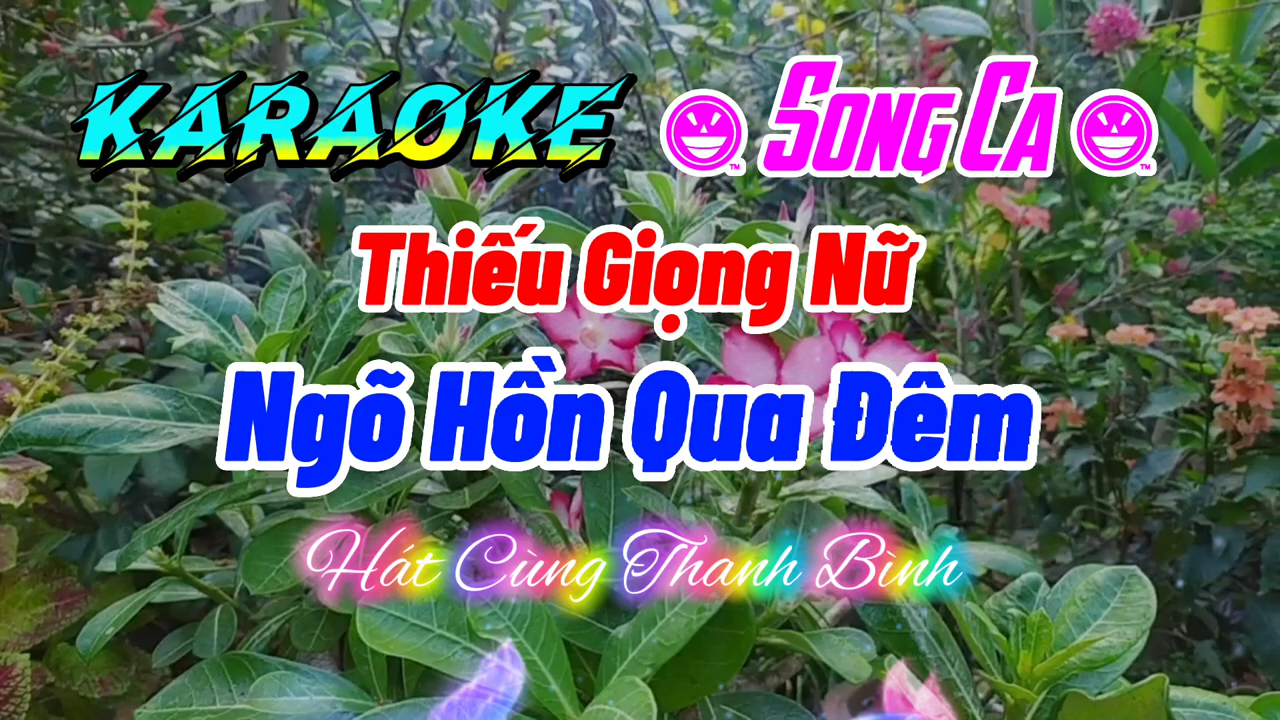 KARAOKE SONG CA
Thiếu Giọng Nữ
Ngõ Hồn Qua Đêm
Hát Cùng Thanh Bình